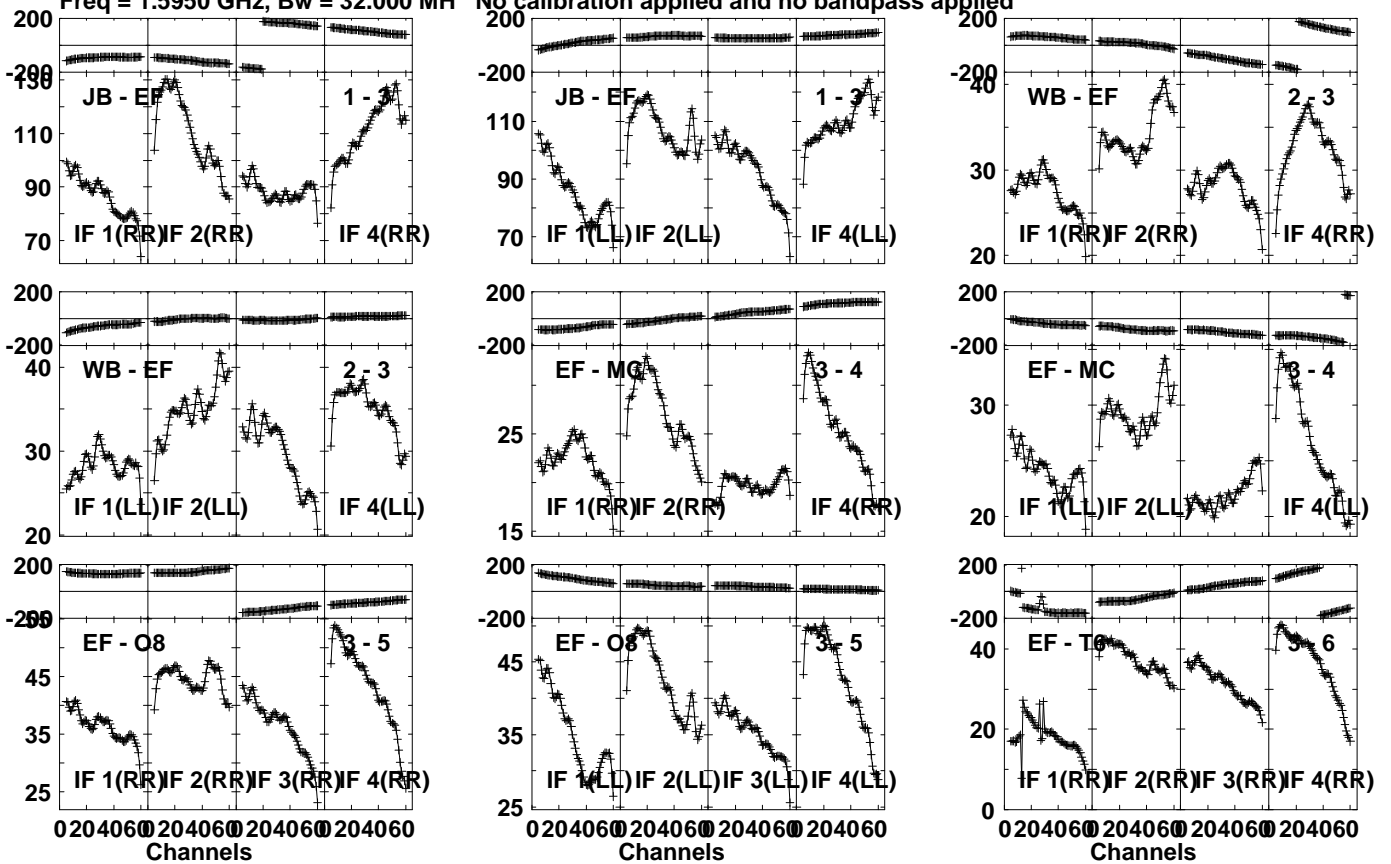 Freq = 1.5950 GHz, Bw = 32.000 MH No calibration applied and no bandpass applied
200
-200
130
110
90
70
JB - EF
1 - 3
IF 1(RR)
IF 2(RR)
IF 4(RR)
200
-200
110
90
70
JB - EF
1 - 3
IF 1(LL)
IF 2(LL)
IF 4(LL)
200
-200
40
30
20
WB - EF
2 - 3
IF 1(RR)
IF 2(RR)
IF 4(RR)
200
-200
40
30
20
WB - EF
2 - 3
IF 1(LL)
IF 2(LL)
IF 4(LL)
200
-200
25
15
EF - MC
3 - 4
IF 1(RR)
IF 2(RR)
IF 4(RR)
200
-200
30
20
EF - MC
3 - 4
IF 1(LL)
IF 2(LL)
IF 4(LL)
200
-200
55
45
35
25
EF - O8
3 - 5
IF 1(RR)
IF 2(RR)
IF 3(RR)
IF 4(RR)
0 20 40 60 0 20 40 60 0 20 40 60 0 20 40 60
Channels
200
-200
45
35
25
EF - O8
3 - 5
IF 1(LL)
IF 2(LL)
IF 3(LL)
IF 4(LL)
0 20 40 60 0 20 40 60 0 20 40 60 0 20 40 60
Channels
200
-200
40
20
0
EF - T6
3 - 6
IF 1(RR)
IF 2(RR)
IF 3(RR)
IF 4(RR)
0 20 40 60 0 20 40 60 0 20 40 60 0 20 40 60
Channels